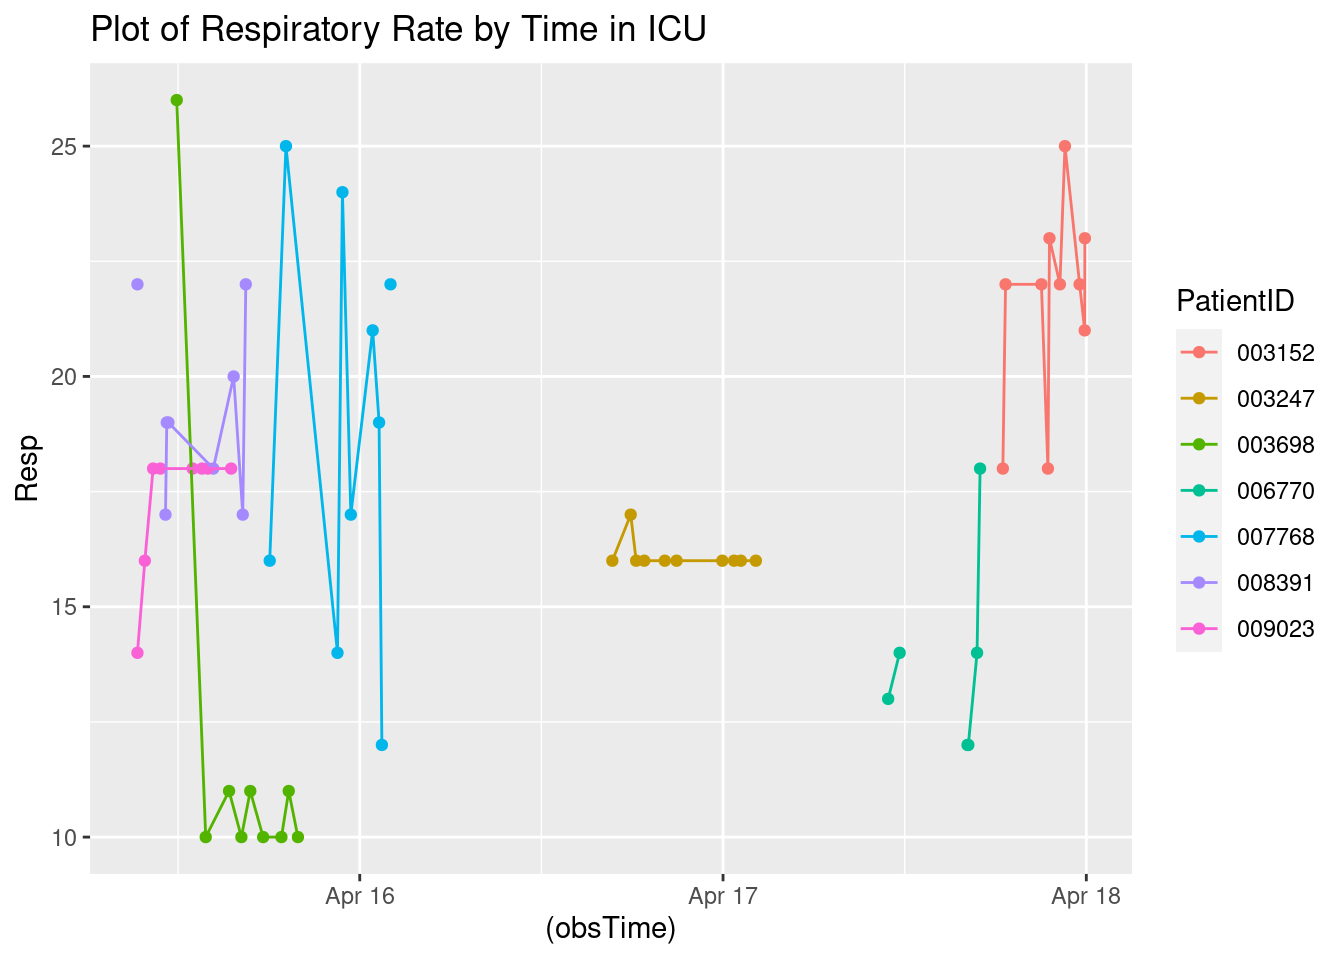 Plot of Respiratory Rate by Time in ICU
25
20
15
10
Resp
Apr 16
Apr 17
Apr 18
(obsTime)
PatientID
003152
003247
003698
006770
007768
008391
009023